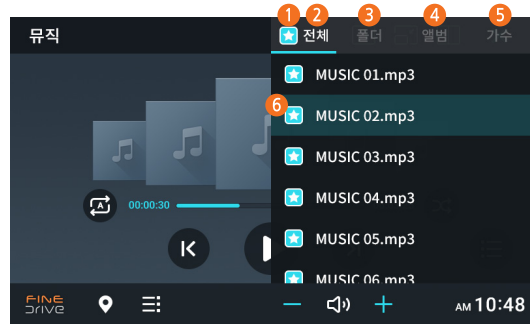 1 2 3 4 5
뮤직 전체 폴더 앨범 가수
MUSIC 01.mp3
6 MUSIC 02.mp3
MUSIC 03.mp3
MUSIC 04.mp3
A 00:00:30
MUSIC 05.mp3
MUSIC 06.mp3
FINE
DRIVE
AM 10:48